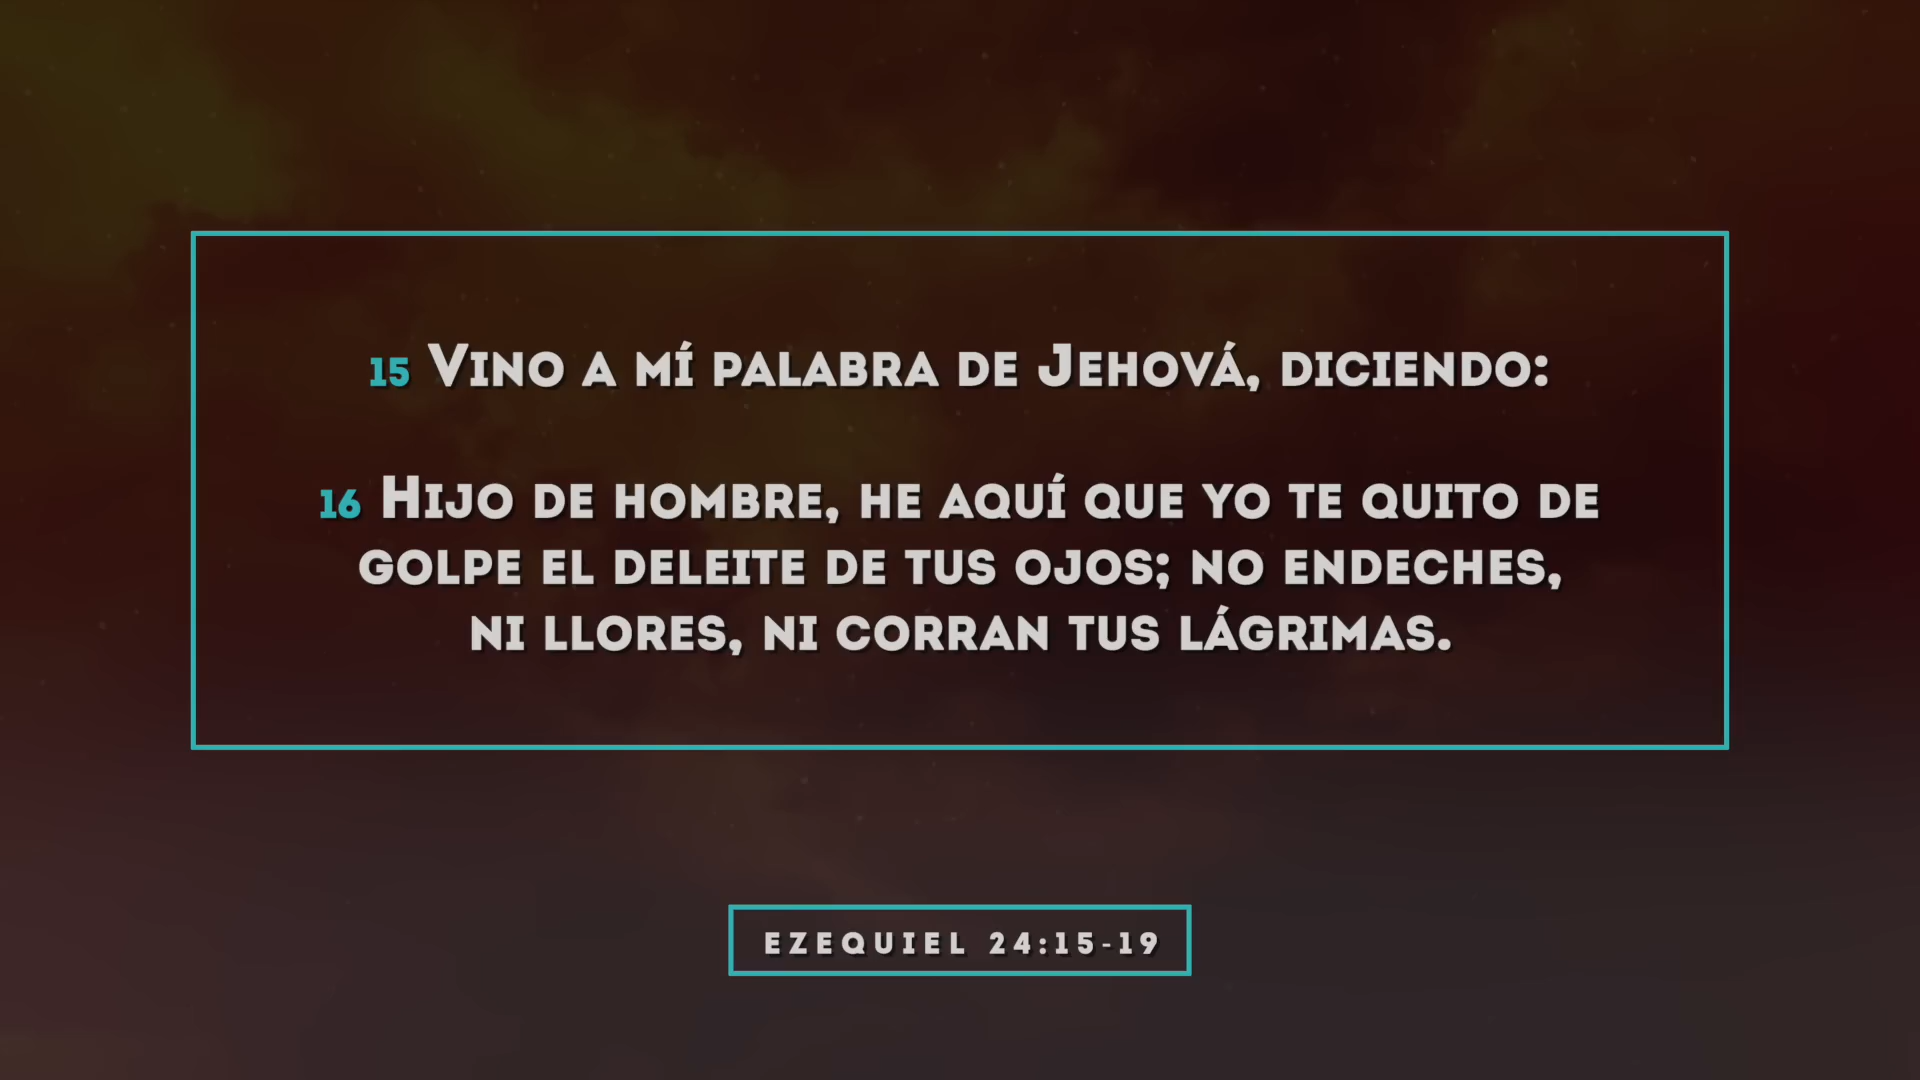 15 Vino a mí palabra de Jehová, diciendo:
16 Hijo de hombre, he aquí que yo te quito de
golpe el deleite de tus ojos; no endeches,
ni llores, ni corran tus lágrimas.
EZEQUIEL 24:15-19